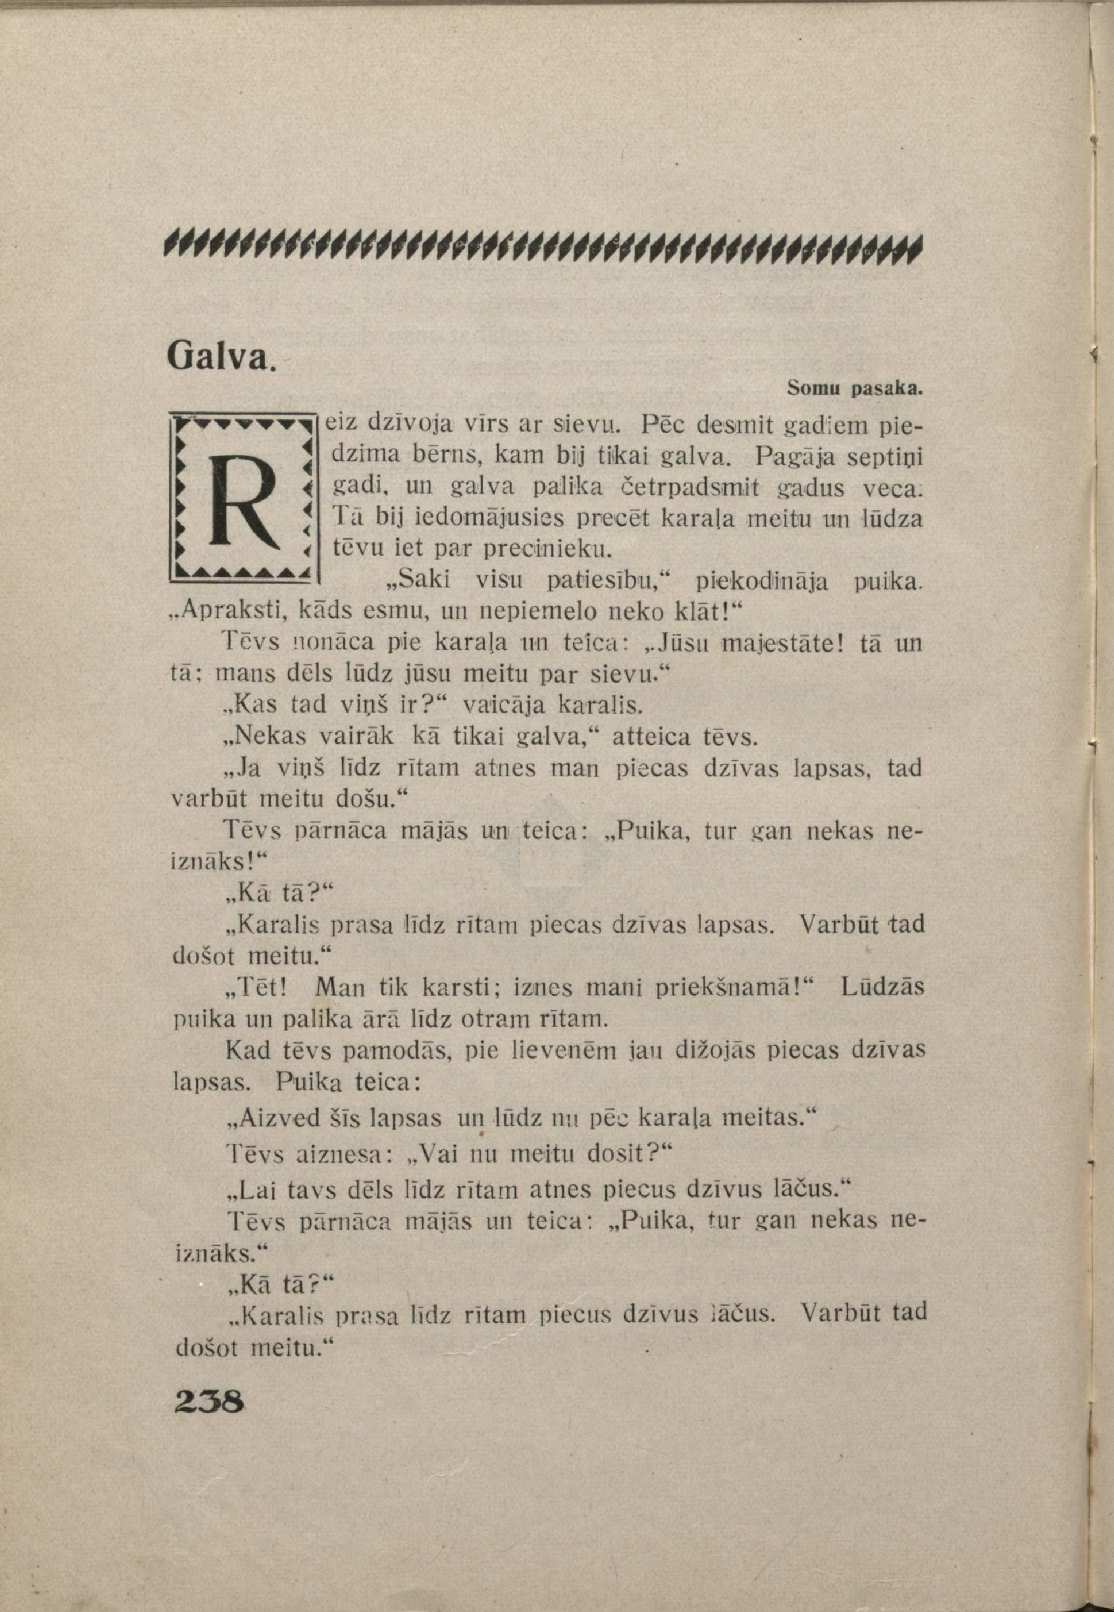 Galva.
Somu pasaka.
Reiz dzīvoja vīrs ar sievu. Pēc desmit gadiem pie-
dzima bērns, kam bij tikai galva. Pagāja septiņi
gadi, un galva palika četrpadsmit gadus veca.
Tā bij iedomājusies precēt karaļa meitu un lūdza
tēvu iet par precinieku.
„Saki visu patiesību,“ piekodināja puika.
„Apraksti, kāds esmu, un nepiemelo neko klāt!“
Tēvs nonāca pie karaļa un teica: „Jūsu majestāte! tā un
tā; mans dēls lūdz jūsu meitu par sievu.“
„Kas tad viņš ir?“ vaicāja karalis.
„Nekas vairāk kā tikai galva,“ atteica tēvs.
„Ja viņš līdz rītam atnes man piecas dzīvas lapsas, tad
varbūt meitu došu.“
Tēvs pārnāca mājās un teica: „Puika, tur gan nekas ne-
iznāks!“
„Kā tā?“
„Karalis prasa līdz rītam piecas dzīvas lapsas. Varbūt tad
došot meitu.“
„Tēt! Man tik karsti; iznes mani priekšnamā!“ Lūdzās
puika un palika ārā līdz otram rītam.
Kad tēvs pamodās, pie lievenēm jau dižojās piecas dzīvas
lapsas. Puika teica:
„Aizved šīs lapsas un lūdz nu pēc karaļa meitas.“
Tēvs aiznesa: „Vai nu meitu dosit?“
„Lai tavs dēls līdz rītam atnes piecus dzīvus lāčus.“
Tēvs pārnāca mājās un teica: „Puika, tur gan nekas ne-
iznāks.“
„Kā tā?“
„Karalis prasa līdz rītam piecus dzīvus lāčus. Varbūt tad
došot meitu.“
238